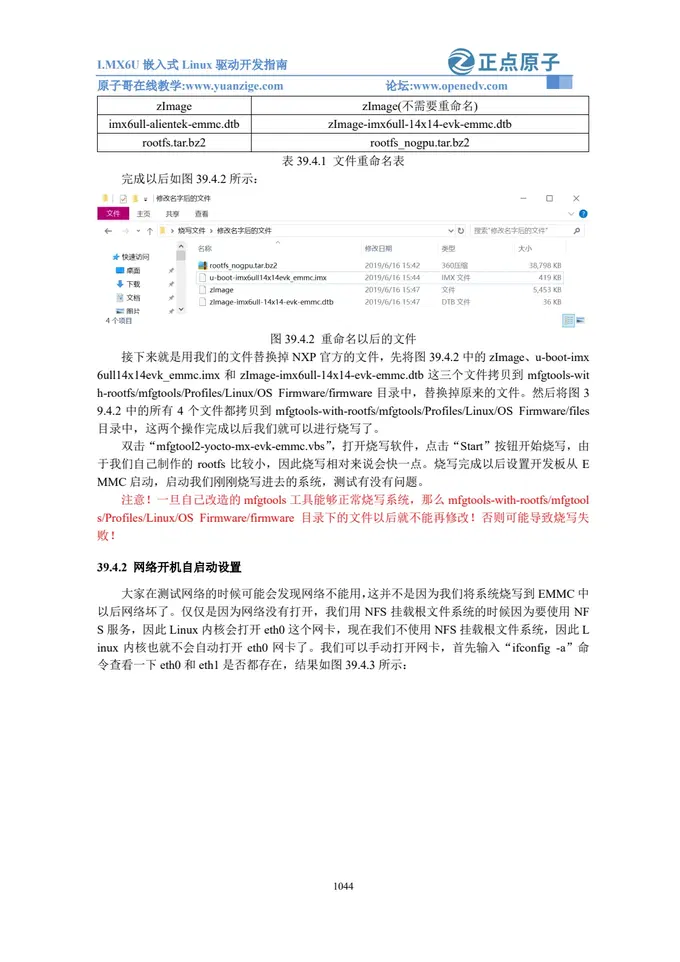 I.MX6U 嵌入式 Linux 驱动开发指南
正点原子
原子哥在线教学:www.yuanzige.com 论坛:www.openedv.com
zImage zImage(不需要重命名)
imx6ull-alientek-emmc.dtb zImage-imx6ull-14x14-evk-emmc.dtb
rootfs.tar.bz2 rootfs_nogpu.tar.bz2
表 39.4.1 文件重命名表
完成以后如图 39.4.2 所示：
修改名字后的文件
文件 主页 共享 查看
烧写文件 › 修改名字后的文件 搜索"修改名字后的文件"
名称 修改日期 类型 大小
快速访问
桌面
下载
文档
图片
rootfs_nogpu.tar.bz2 2019/6/16 15:42 360压缩 38,798 KB
u-boot-imx6ull14x14evk_emmc.imx 2019/6/16 15:47 IMX 文件 419 KB
zImage 2019/6/16 15:47 文件 5,453 KB
zImage-imx6ull-14x14-evk-emmc.dtb 2019/6/16 15:47 DTB 文件 36 KB
4 个项目
图 39.4.2 重命名以后的文件
接下来就是用我们的文件替换掉 NXP 官方的文件，先将图 39.4.2 中的 zImage、u-boot-imx
6ull14x14evk_emmc.imx 和 zImage-imx6ull-14x14-evk-emmc.dtb 这三个文件拷贝到 mfgtools-wit
h-rootfs/mfgtools/Profiles/Linux/OS Firmware/firmware 目录中，替换掉原来的文件。然后将图 3
9.4.2 中的所有 4 个文件都拷贝到 mfgtools-with-rootfs/mfgtools/Profiles/Linux/OS Firmware/files
目录中，这两个操作完成以后我们就可以进行烧写了。
双击“mfgtool2-yocto-mx-evk-emmc.vbs”，打开烧写软件，点击“Start”按钮开始烧写，由
于我们自己制作的 rootfs 比较小，因此烧写相对来说会快一点。烧写完成以后设置开发板从 E
MMC 启动，启动我们刚刚烧写进去的系统，测试有没有问题。
注意！一旦自己改造的 mfgtools 工具能够正常烧写系统，那么 mfgtools-with-rootfs/mfgtool
s/Profiles/Linux/OS Firmware/firmware 目录下的文件以后就不能再修改！否则可能导致烧写失
败！
39.4.2 网络开机自启动设置
大家在测试网络的时候可能会发现网络不能用，这并不是因为我们将系统烧写到 EMMC 中
以后网络坏了。仅仅是因为网络没有打开，我们用 NFS 挂载根文件系统的时候因为要使用 NF
S 服务，因此 Linux 内核会打开 eth0 这个网卡，现在我们不使用 NFS 挂载根文件系统，因此 L
inux 内核也就不会自动打开 eth0 网卡了。我们可以手动打开网卡，首先输入“ifconfig -a”命
令查看一下 eth0 和 eth1 是否都存在，结果如图 39.4.3 所示：
1044